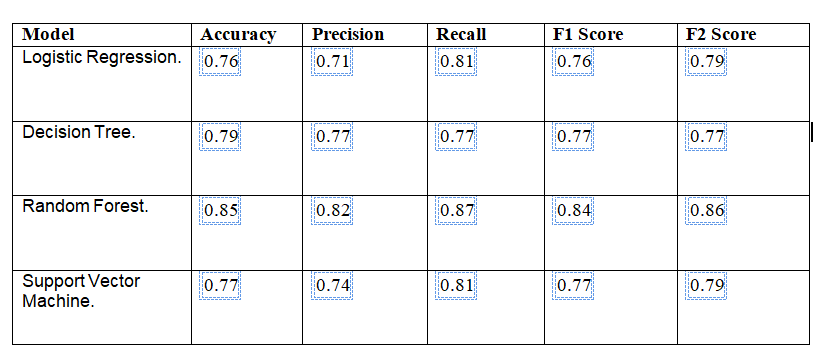 Model Accuracy Precision Recall F1 Score F2 Score
Logistic Regression. 0.76 0.71 0.81 0.76 0.79
Decision Tree. 0.79 0.77 0.77 0.77 0.77
Random Forest. 0.85 0.82 0.87 0.84 0.86
Support Vector 0.77 0.74 0.81 0.77 0.79
Machine.